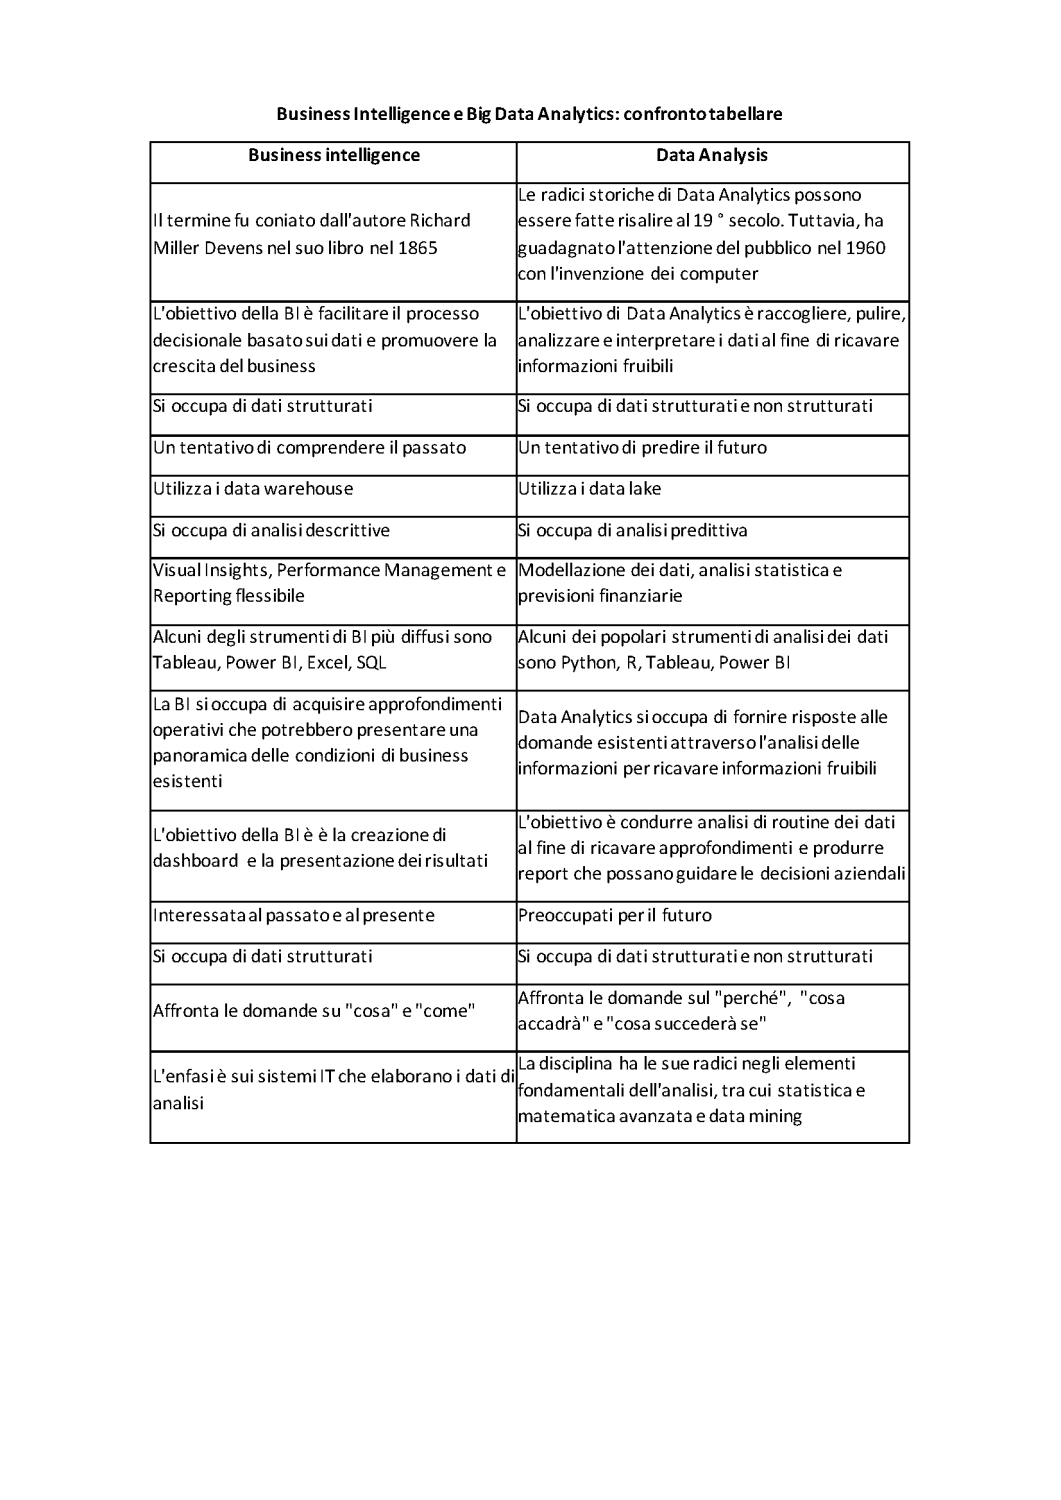 Business Intelligence e Big Data Analytics: confronto tabellare
Business intelligence
Data Analysis
Il termine fu coniato dall'autore Richard
Miller Devens nel suo libro nel 1865
Le radici storiche di Data Analytics possono
essere fatte risalire al 19 ° secolo. Tuttavia, ha
guadagnato l'attenzione del pubblico nel 1960
con l'invenzione dei computer
L'obiettivo della BI è facilitare il processo
decisionale basato sui dati e promuovere la
crescita del business
L'obiettivo di Data Analytics è raccogliere, pulire,
analizzare e interpretare i dati al fine di ricavare
informazioni fruibili
Si occupa di dati strutturati
Si occupa di dati strutturati e non strutturati
Un tentativo di comprendere il passato
Un tentativo di predire il futuro
Utilizza i data warehouse
Utilizza i data lake
Si occupa di analisi descrittive
Si occupa di analisi predittiva
Visual Insights, Performance Management e
Reporting flessibile
Modellazione dei dati, analisi statistica e
previsioni finanziarie
Alcuni degli strumenti di BI più diffusi sono
Tableau, Power BI, Excel, SQL
Alcuni dei popolari strumenti di analisi dei dati
sono Python, R, Tableau, Power BI
La BI si occupa di acquisire approfondimenti
operativi che potrebbero presentare una
panoramica delle condizioni di business
esistenti
Data Analytics si occupa di fornire risposte alle
domande esistenti attraverso l'analisi delle
informazioni per ricavare informazioni fruibili
L'obiettivo della BI è è la creazione di
dashboard e la presentazione dei risultati
L'obiettivo è condurre analisi di routine dei dati
al fine di ricavare approfondimenti e produrre
report che possano guidare le decisioni aziendali
Interessata al passato e al presente
Preoccupati per il futuro
Si occupa di dati strutturati
Si occupa di dati strutturati e non strutturati
Affronta le domande su "cosa" e "come"
Affronta le domande sul "perché", "cosa
accadrà" e "cosa succederà se"
L'enfasi è sui sistemi IT che elaborano i dati di
analisi
La disciplina ha le sue radici negli elementi
fondamentali dell'analisi, tra cui statistica e
matematica avanzata e data mining